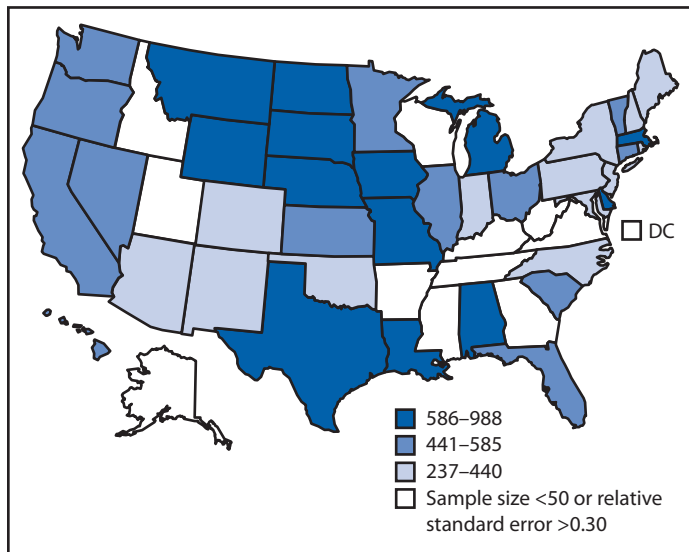 DC
586–988
441–585
237–440
Sample size <50 or relative
standard error >0.30